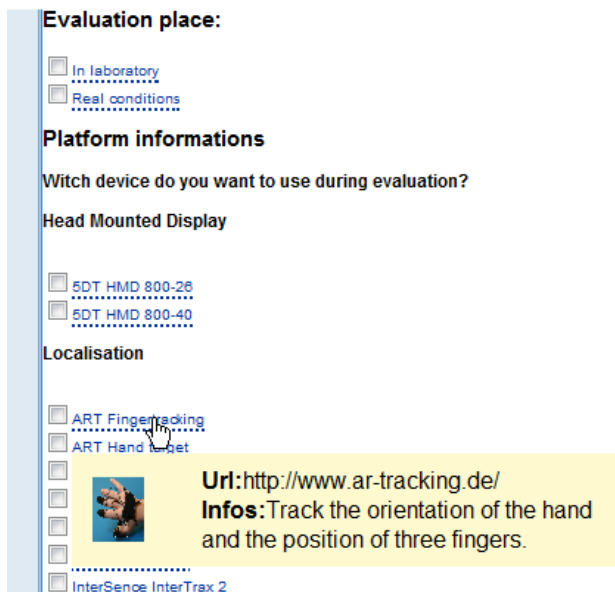 Evaluation place:
In laboratory
Real conditions
Platform informations
Witch device do you want to use during evaluation?
Head Mounted Display
5DT HMD 800-26
5DT HMD 800-40
Localisation
ART Fingertracking
ART Hand target
Url:http://www.ar-tracking.de/
Infos:Track the orientation of the hand
and the position of three fingers.
InterSence InterTrax 2